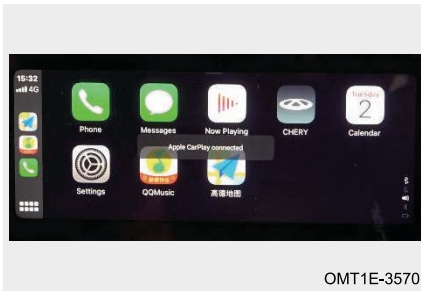 15:32
4G
Phone
Messages
Now Playing
CHERY
Tuesday
2
Calendar
Apple CarPlay connected
Settings
QQMusic
高德地图
OMT1E-3570